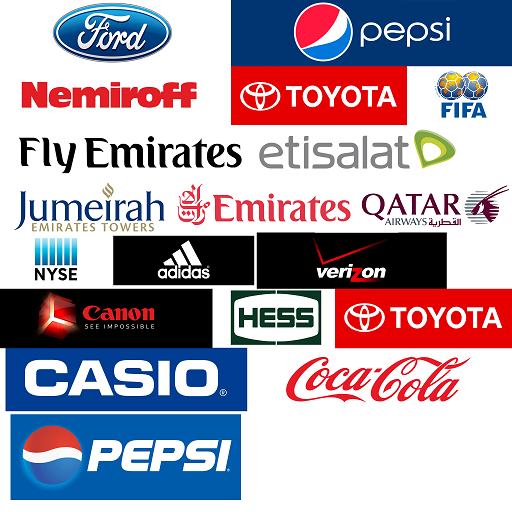 Ford
pepsi
Nemiroff
TOYOTA
FIFA
Fly Emirates
etisalat
Jumeirah
EMIRATES TOWERS
Emirates
QATAR
AIRWAYS القطرية
NYSE
adidas
verizon
Canon
SEE IMPOSSIBLE
HESS
TOYOTA
CASIO®
Coca-Cola
PEPSI